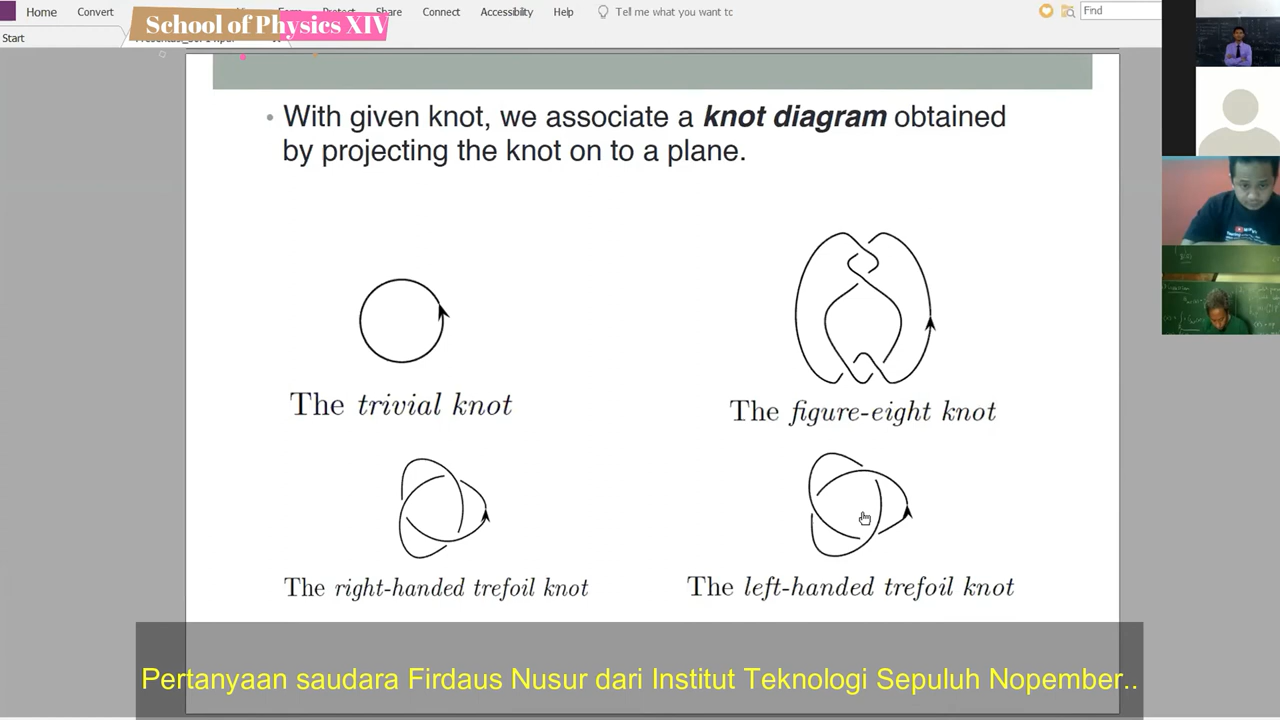 Home
Convert
Share
Connect
Accessibility
Help
Tell me what you want to
Find
School of Physics XIV
Start
• With given knot, we associate a knot diagram obtained
by projecting the knot on to a plane.
The trivial knot
The figure-eight knot
The right-handed trefoil knot
The left-handed trefoil knot
Pertanyaan saudara Firdaus Nusur dari Institut Teknologi Sepuluh Nopember..